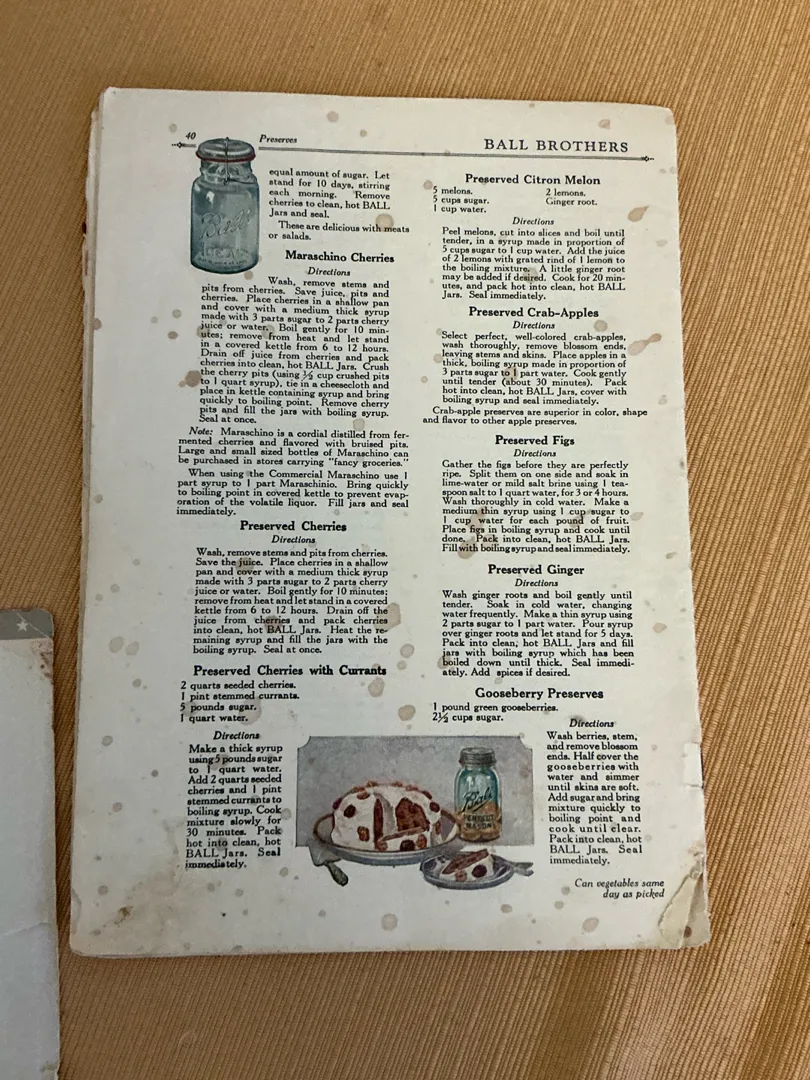 40
Preserves
BALL BROTHERS
Ball
IDEAL
equal amount of sugar. Let
stand for 10 days, stirring
each morning. Remove
cherries to clean, hot BALL
Jars and seal.
These are delicious with meats
or salads.
Maraschino Cherries
Directions
Wash, remove stems and
pits from cherries. Save juice, pits and
cherries. Place cherries in a shallow pan
and cover with a medium thick syrup
made with 3 parts sugar to 2 parts cherry
juice or water. Boil gently for 10 min-
utes; remove from heat and let stand
in a covered kettle from 6 to 12 hours.
Drain off juice from cherries and pack
cherries into clean, hot BALL Jars. Crush
the cherry pits (using ½ cup crushed pits
to 1 quart syrup), tie in a cheesecloth and
place in kettle containing syrup and bring
quickly to boiling point. Remove cherry
pits and fill the jars with boiling syrup.
Seal at once.
Note: Maraschino is a cordial distilled from fer-
mented cherries and flavored with bruised pits.
Large and small sized bottles of Maraschino can
be purchased in stores carrying "fancy groceries."
When using the Commercial Maraschino use 1
part syrup to 1 part Maraschinio. Bring quickly
to boiling point in covered kettle to prevent evap-
oration of the volatile liquor. Fill jars and seal
immediately.
Preserved Cherries
Directions
Wash, remove stems and pits from cherries.
Save the juice. Place cherries in a shallow
pan and cover with a medium thick syrup
made with 3 parts sugar to 2 parts cherry
juice or water. Boil gently for 10 minutes;
remove from heat and let stand in a covered
kettle from 6 to 12 hours. Drain off the
juice from cherries and pack cherries
into clean, hot BALL Jars. Heat the re-
maining syrup and fill the jars with the
boiling syrup. Seal at once.
Preserved Cherries with Currants
2 quarts seeded cherries.
1 pint stemmed currants.
5 pounds sugar.
1 quart water.
Directions
Make a thick syrup
using 5 pounds sugar
to 1 quart water.
Add 2 quarts seeded
cherries and 1 pint
stemmed currants to
boiling syrup. Cook
mixture slowly for
30 minutes. Pack
hot into clean, hot
BALL Jars. Seal
immediately.
Preserved Citron Melon
5 melons. 2 lemons.
5 cups sugar. Ginger root.
1 cup water.
Directions
Peel melons, cut into slices and boil until
tender, in a syrup made in proportion of
5 cups sugar to 1 cup water. Add the juice
of 2 lemons with grated rind of 1 lemon to
the boiling mixture. A little ginger root
may be added if desired. Cook for 20 min-
utes, and pack hot into clean, hot BALL
Jars. Seal immediately.
Preserved Crab-Apples
Directions
Select perfect, well-colored crab-apples,
wash thoroughly, remove blossom ends,
leaving stems and skins. Place apples in a
thick, boiling syrup made in proportion of
3 parts sugar to 1 part water. Cook gently
until tender (about 30 minutes). Pack
hot into clean, hot BALL Jars, cover with
boiling syrup and seal immediately.
Crab-apple preserves are superior in color, shape
and flavor to other apple preserves.
Preserved Figs
Directions
Gather the figs before they are perfectly
ripe. Split them on one side and soak in
lime-water or mild salt brine using 1 tea-
spoon salt to 1 quart water, for 3 or 4 hours.
Wash thoroughly in cold water. Make a
medium thin syrup using 1 cup sugar to
1 cup water for each pound of fruit.
Place figs in boiling syrup and cook until
done. Pack into clean, hot BALL Jars.
Fill with boiling syrup and seal immediately.
Preserved Ginger
Directions
Wash ginger roots and boil gently until
tender. Soak in cold water, changing
water frequently. Make a thin syrup using
2 parts sugar to 1 part water. Pour syrup
over ginger roots and let stand for 5 days.
Pack into clean, hot BALL Jars and fill
jars with boiling syrup which has been
boiled down until thick. Seal immedi-
ately. Add spices if desired.
Gooseberry Preserves
1 pound green gooseberries.
2½ cups sugar.
Directions
Wash berries, stem,
and remove blossom
ends. Half cover the
gooseberries with
water and simmer
until skins are soft.
Add sugar and bring
mixture quickly to
boiling point and
cook until clear.
Pack into clean, hot
BALL Jars. Seal
immediately.
Ball
PERFECT
MASON
Can vegetables same
day as picked